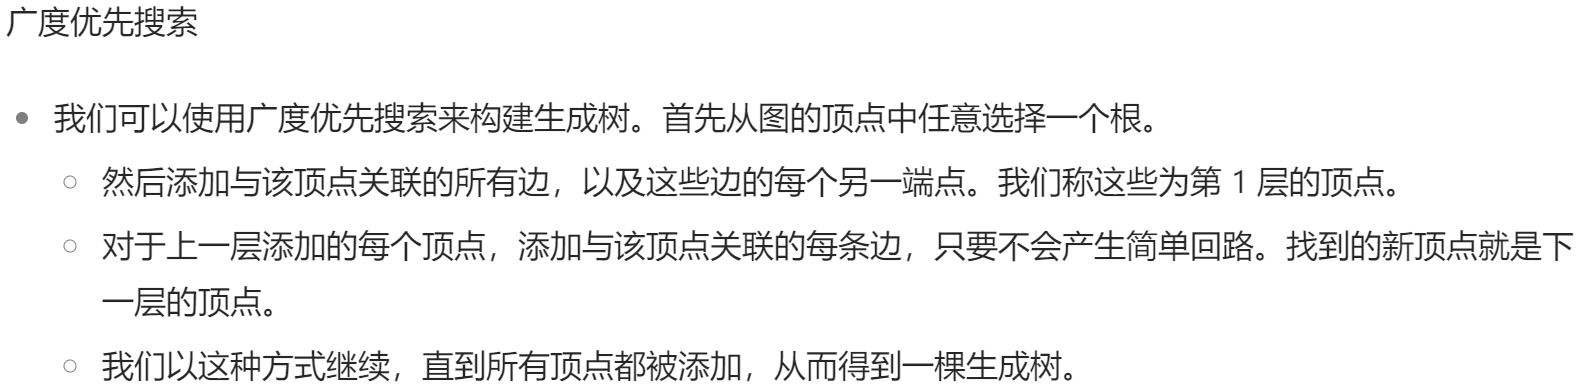 广度优先搜索
• 我们可以使用广度优先搜索来构建生成树。首先从图的顶点中任意选择一个根。
○ 然后添加与该顶点关联的所有边，以及这些边的每个另一端点。我们称这些为第 1 层的顶点。
○ 对于上一层添加的每个顶点，添加与该顶点关联的每条边，只要不会产生简单回路。找到的新顶点就是下
一层的顶点。
○ 我们以这种方式继续，直到所有顶点都被添加，从而得到一棵生成树。